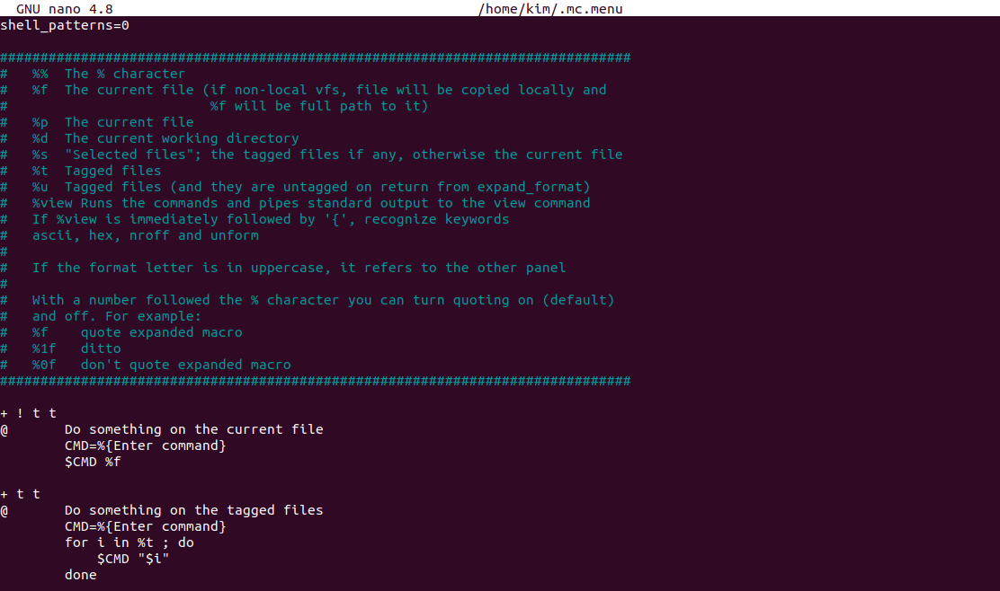 GNU nano 4.8 /home/kim/.mc.menu
shell_patterns=0
##############################################################################
#   %%  The % character
#   %f  The current file (if non-local vfs, file will be copied locally and
#                         %f will be full path to it)
#   %p  The current file
#   %d  The current working directory
#   %s  "Selected files"; the tagged files if any, otherwise the current file
#   %t  Tagged files
#   %u  Tagged files (and they are untagged on return from expand_format)
#   %view Runs the commands and pipes standard output to the view command
#   If %view is immediately followed by '{', recognize keywords
#   ascii, hex, nroff and unform
#
#   If the format letter is in uppercase, it refers to the other panel
#
#   With a number followed the % character you can turn quoting on (default)
#   and off. For example:
#   %f    quote expanded macro
#   %1f   ditto
#   %0f   don't quote expanded macro
##############################################################################
+ ! t t
@       Do something on the current file
        CMD=%{Enter command}
        $CMD %f
+ t t
@       Do something on the tagged files
        CMD=%{Enter command}
        for i in %t ; do
            $CMD "$i"
        done